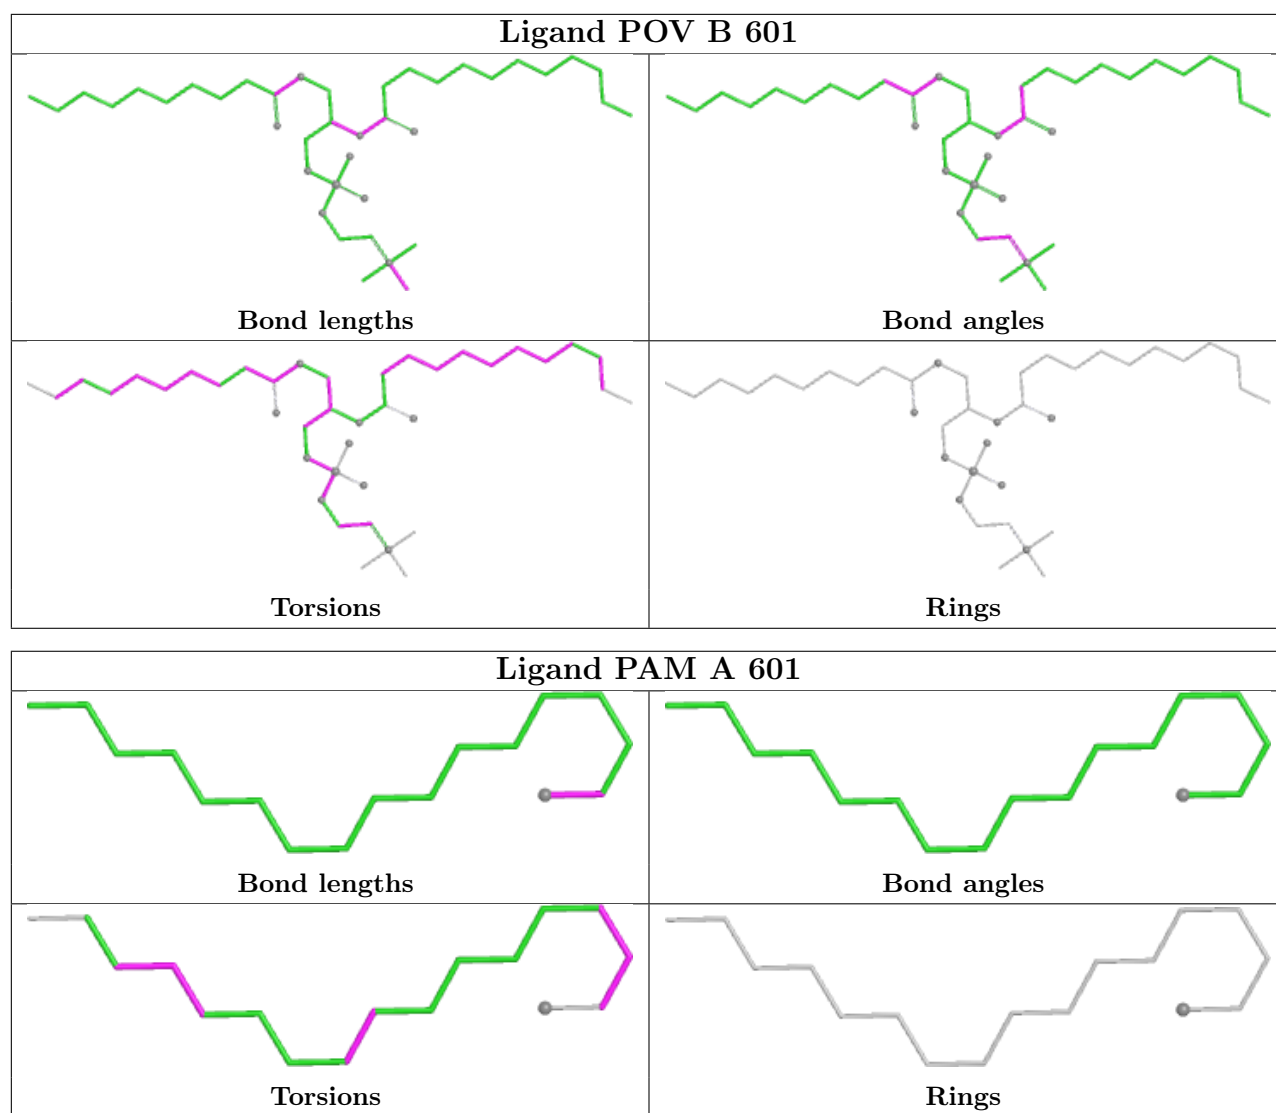 Ligand POV B 601
Bond lengths
Bond angles
Torsions
Rings
Ligand PAM A 601
Bond lengths
Bond angles
Torsions
Rings